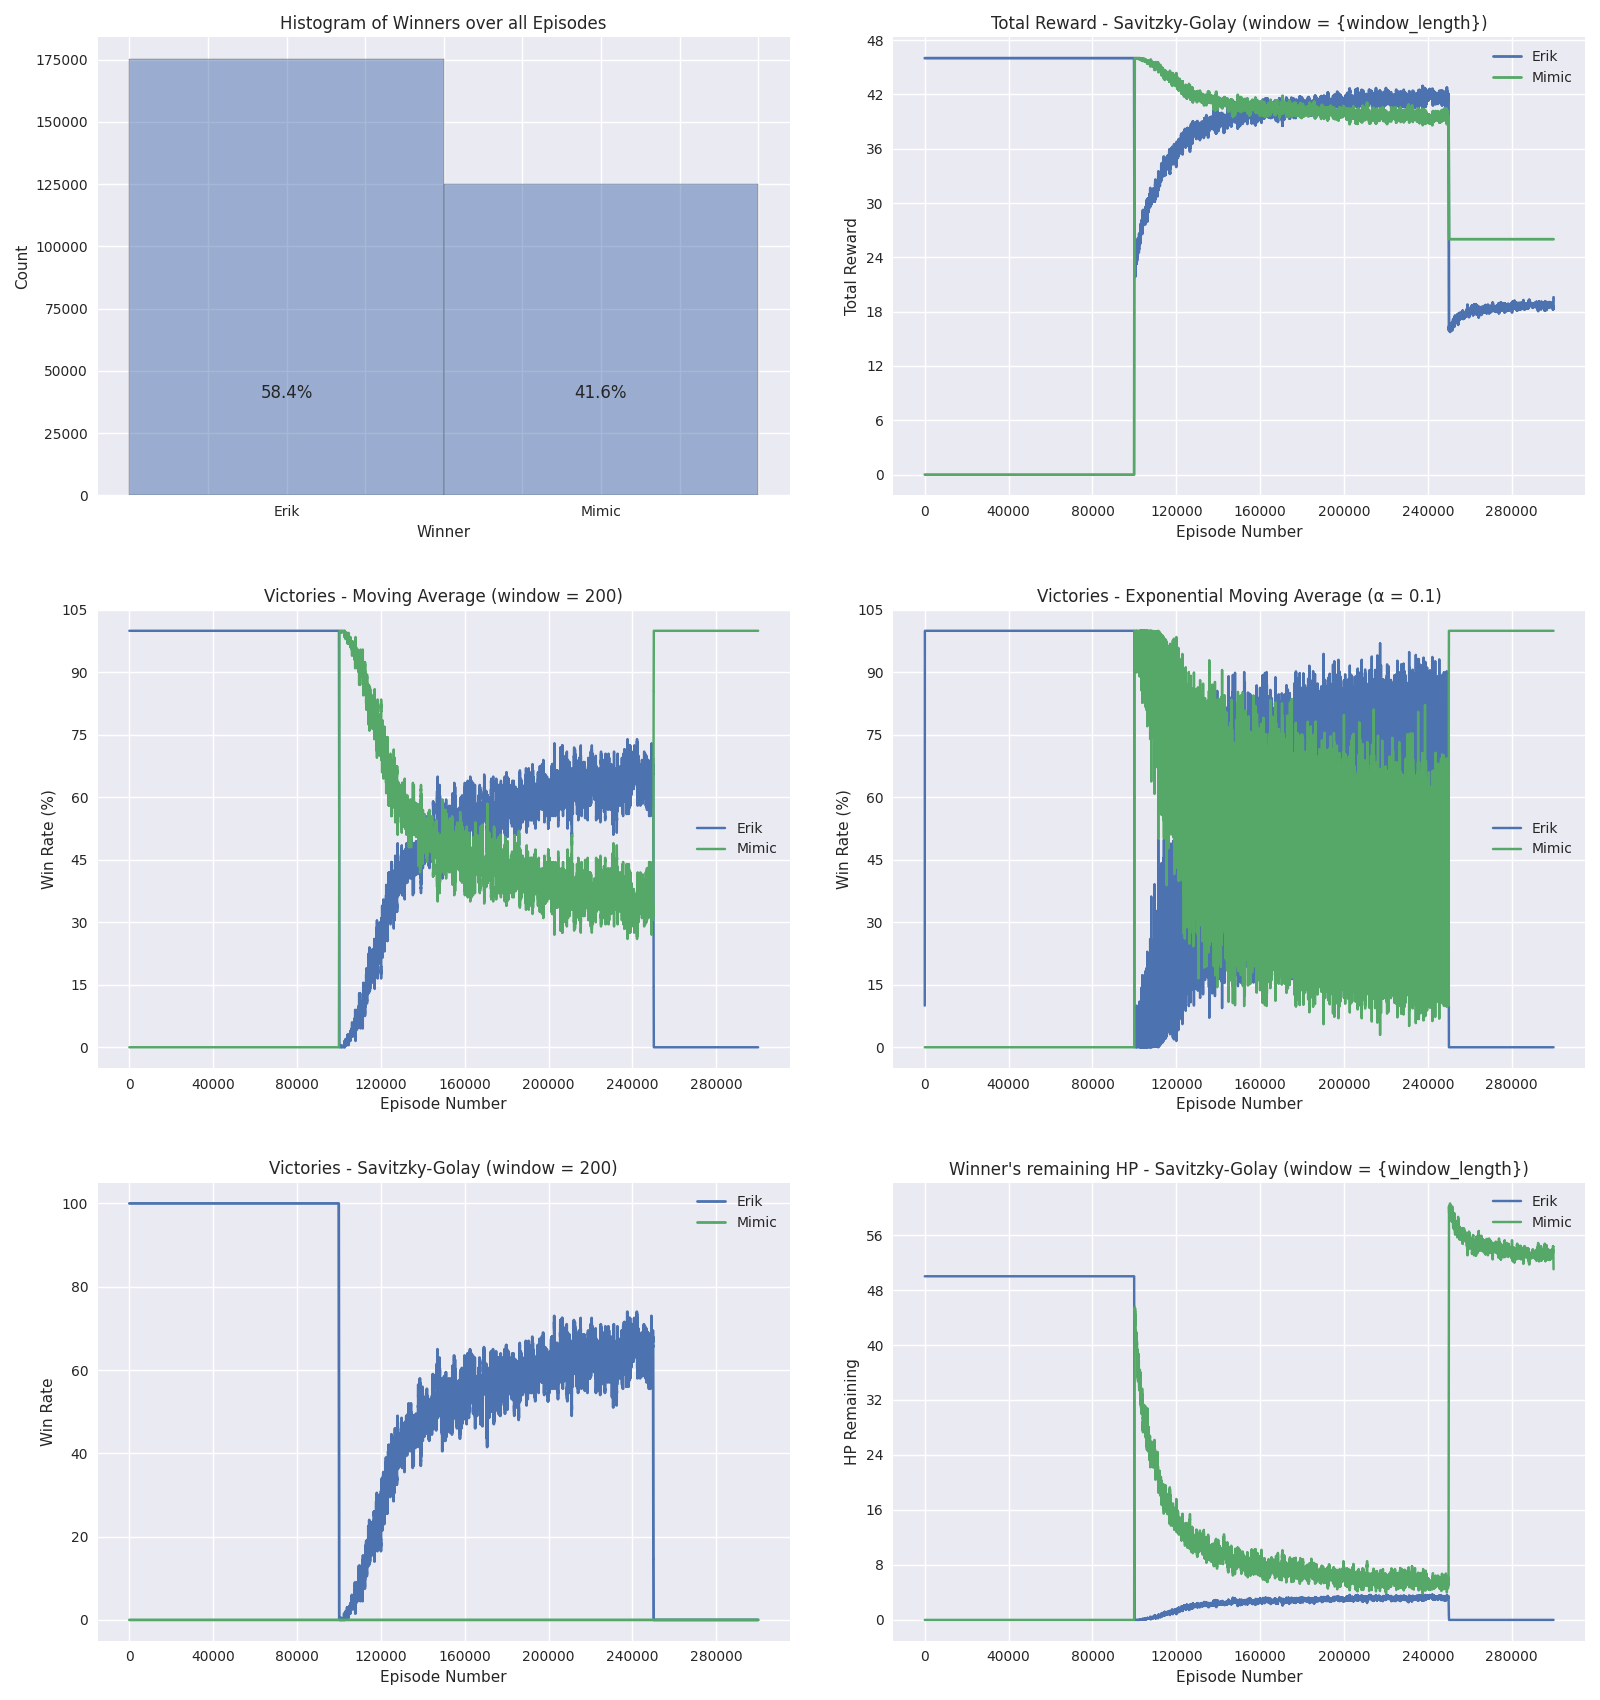 Histogram of Winners over all Episodes
175000
150000
125000
100000
75000
50000
25000
0
Count
58.4%
41.6%
Erik
Mimic
Winner
Total Reward - Savitzky-Golay (window = {window_length})
48
42
36
30
24
18
12
6
0
Total Reward
Erik
Mimic
0 40000 80000 120000 160000 200000 240000 280000
Episode Number
Victories - Moving Average (window = 200)
105
90
75
60
45
30
15
0
Win Rate (%)
Erik
Mimic
0 40000 80000 120000 160000 200000 240000 280000
Episode Number
Victories - Exponential Moving Average (α = 0.1)
105
90
75
60
45
30
15
0
Win Rate (%)
Erik
Mimic
0 40000 80000 120000 160000 200000 240000 280000
Episode Number
Victories - Savitzky-Golay (window = 200)
100
80
60
40
20
0
Win Rate
Erik
Mimic
0 40000 80000 120000 160000 200000 240000 280000
Episode Number
Winner's remaining HP - Savitzky-Golay (window = {window_length})
56
48
40
32
24
16
8
0
HP Remaining
Erik
Mimic
0 40000 80000 120000 160000 200000 240000 280000
Episode Number